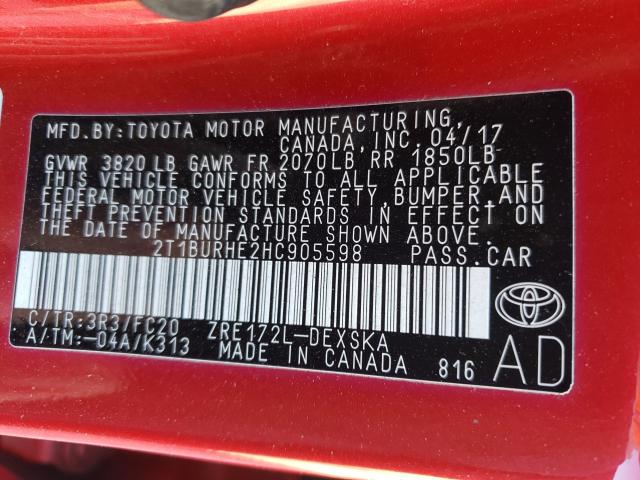 MFD.BY:TOYOTA MOTOR MANUFACTURING,
CANADA, INC. 04/17
GVWR 3820 LB GAWR FR 2070LB RR 1850LB
THIS VEHICLE CONFORMS TO ALL APPLICABLE
FEDERAL MOTOR VEHICLE SAFETY, BUMPER, AND
THEFT PREVENTION STANDARDS IN EFFECT ON
THE DATE OF MANUFACTURE SHOWN ABOVE.
2T1BURHE2HC905598 PASS.CAR
C/TR:3R3/FC20 ZRE172L-DEXSKA
A/TM:-04A/K313 MADE IN CANADA 816 AD